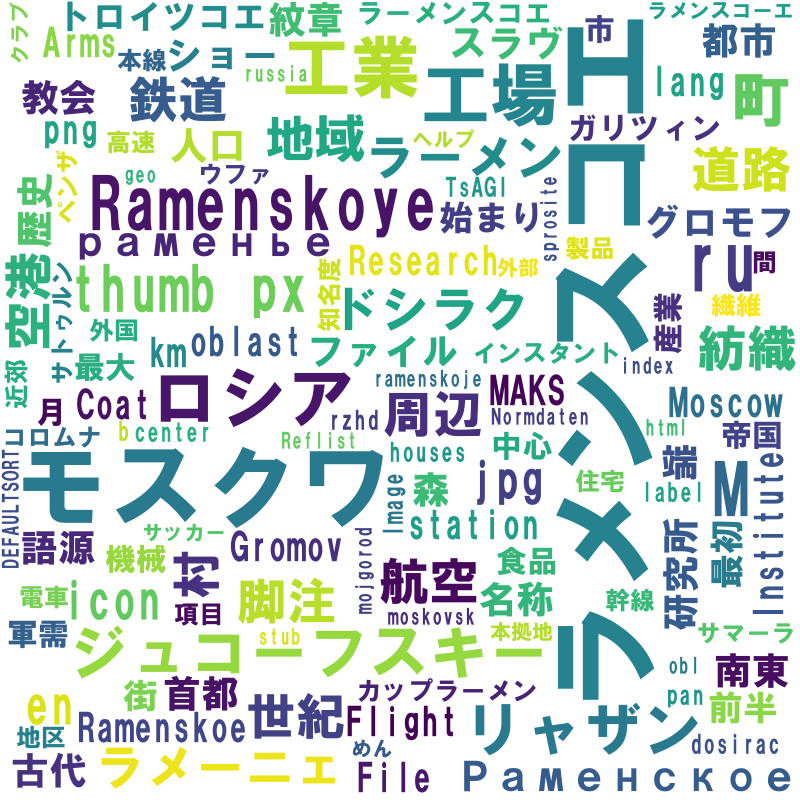 クラブ
トロイツコエ
紋章
ラーメンスコエ
ラメンスコーエ
Arms
本線
ショー
russia
工業
スラヴ
市
都市
教会
鉄道
工場
lang
町
png
高速
人口
地域
ヘルプ
ラーメン
ガリツィン
道路
ペンザ
geo
ウファ
TsAGI
sprosite
ラメンスコエ
歴史
Ramenskoye
始まり
グロモフ
раменье
Research
外部
製品
ru
間
空港
サトゥルン
thumb
px
知名度
ドシラク
産業
繊維
紡織
外国
km
oblast
ファイル
インスタント
近郊
最大
index
月
Coat
ロシア
ramenskoje
周辺
MAKS
Moscow
rzhd
Normdaten
コロムナ
b
center
Reflist
houses
中心
html
帝国
DEFAULTSORT
モスクワ
Image
森
jpg
住宅
端
label
M
Institute
サッカー
station
語源
機械
村
Gromov
mojgorod
航空
食品
研究所
最初
電車
icon
項目
脚注
moskovsk
名称
幹線
軍需
stub
本拠地
サマーラ
ジュコーフスキー
obl
南東
en
街
首都
世紀
カップラーメン
pan
前半
地区
Ramenskoe
Flight
リャザン
dosirac
めん
古代
ラメーニェ
File
Раменское